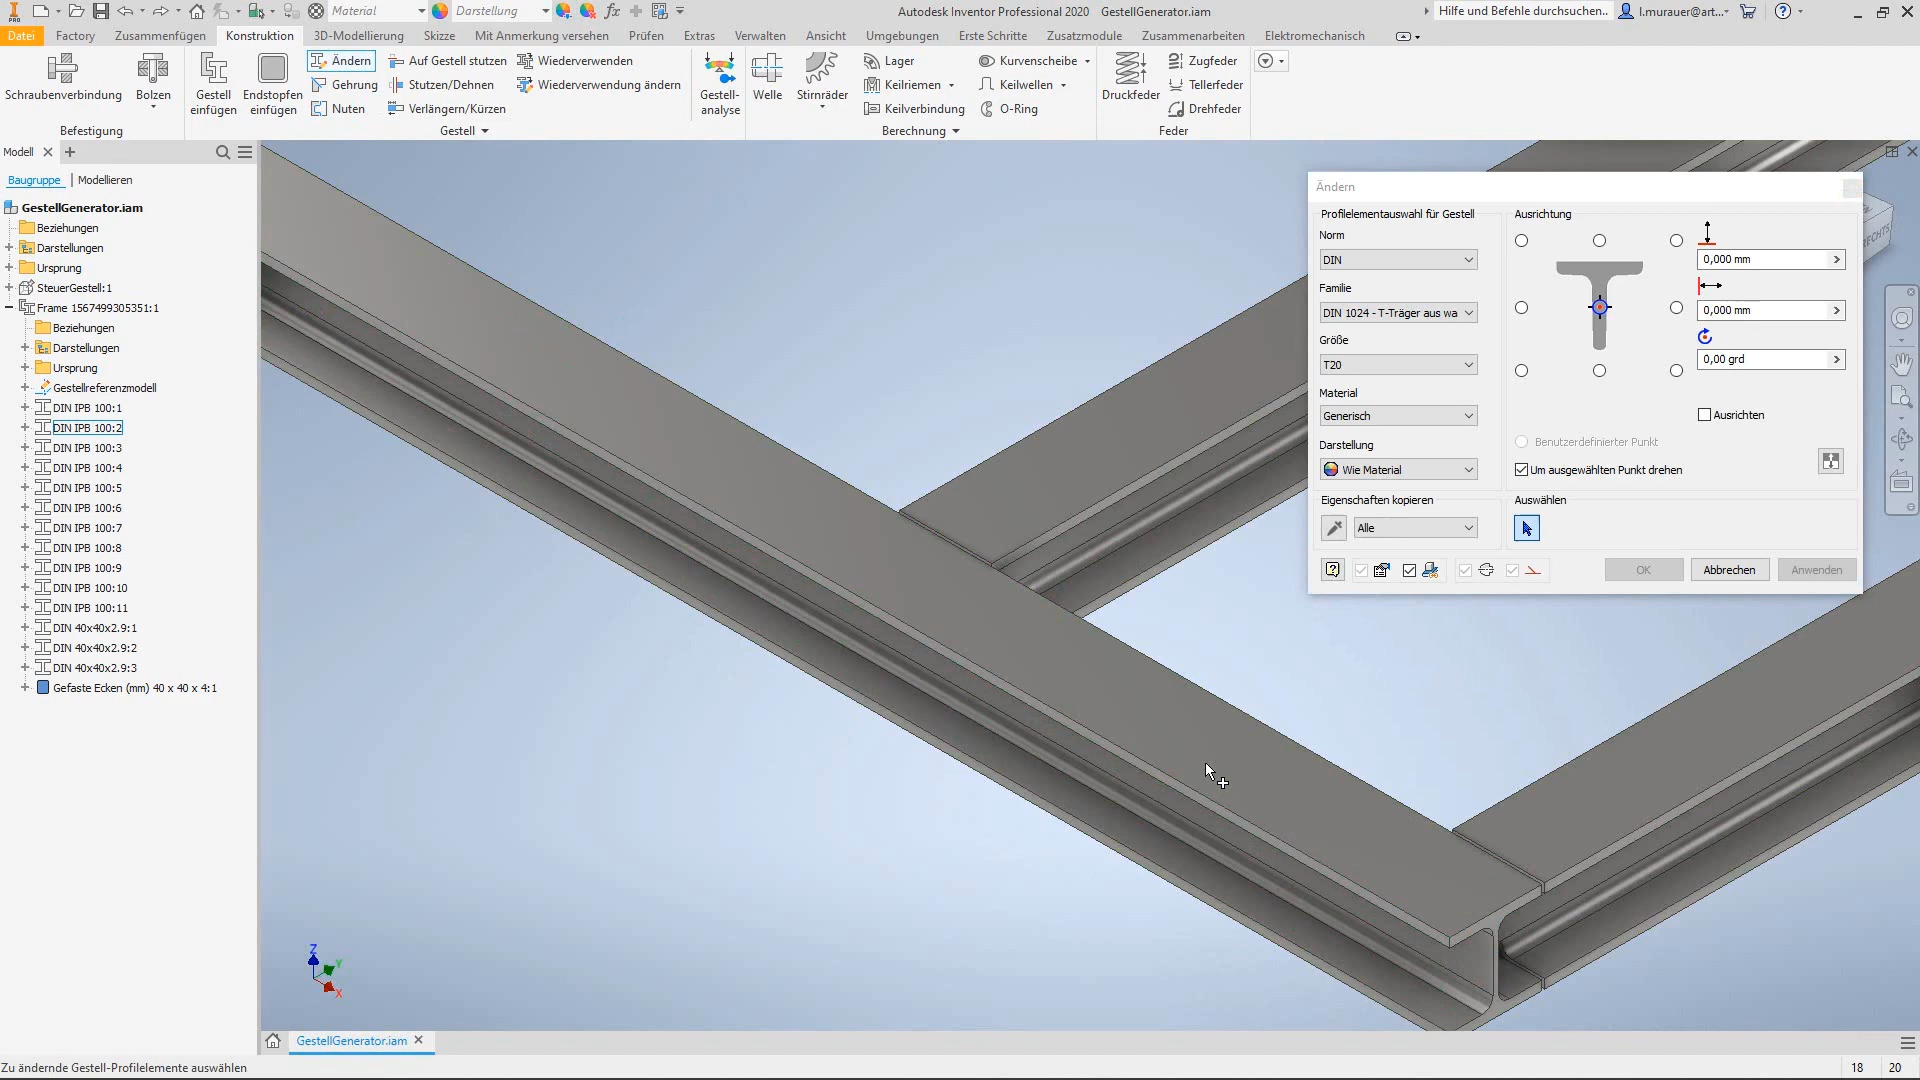 Material
Darstellung
Autodesk Inventor Professional 2020 GestellGenerator.iam
Hilfe und Befehle durchsuchen...
l.murauer@art...
Datei
Factory
Zusammenfügen
Konstruktion
3D-Modellierung
Skizze
Mit Anmerkung versehen
Prüfen
Extras
Verwalten
Ansicht
Umgebungen
Erste Schritte
Zusatzmodule
Zusammenarbeiten
Elektromechanisch
Schraubenverbindung
Bolzen
Befestigung
Gestell
einfügen
Endstopfen
einfügen
Ändern
Gehrung
Nuten
Auf Gestell stutzen
Stutzen/Dehnen
Verlängern/Kürzen
Wiederverwenden
Wiederverwendung ändern
Gestell
Gestell-
analyse
Welle
Stirnräder
Lager
Keilriemen
Keilverbindung
Kurvenscheibe
Keilwellen
O-Ring
Berechnung
Druckfeder
Zugfeder
Tellerfeder
Drehfeder
Feder
Modell
Baugruppe
Modellieren
GestellGenerator.iam
Beziehungen
Darstellungen
Ursprung
SteuerGestell:1
Frame 1567499305351:1
Beziehungen
Darstellungen
Ursprung
Gestellreferenzmodell
DIN IPB 100:1
DIN IPB 100:2
DIN IPB 100:3
DIN IPB 100:4
DIN IPB 100:5
DIN IPB 100:6
DIN IPB 100:7
DIN IPB 100:8
DIN IPB 100:9
DIN IPB 100:10
DIN IPB 100:11
DIN 40x40x2.9:1
DIN 40x40x2.9:2
DIN 40x40x2.9:3
Gefaste Ecken (mm) 40 x 40 x 4:1
Ändern
Profilelementauswahl für Gestell
Norm
DIN
Familie
DIN 1024 - T-Träger aus wa
Größe
T20
Material
Generisch
Darstellung
Wie Material
Eigenschaften kopieren
Alle
Ausrichtung
0,000 mm
0,000 mm
0,00 grd
Ausrichten
Benutzerdefinierter Punkt
Um ausgewählten Punkt drehen
Auswählen
OK
Abbrechen
Anwenden
RECHTS
Z
Y
X
GestellGenerator.iam
Zu ändernde Gestell-Profilelemente auswählen
18
20